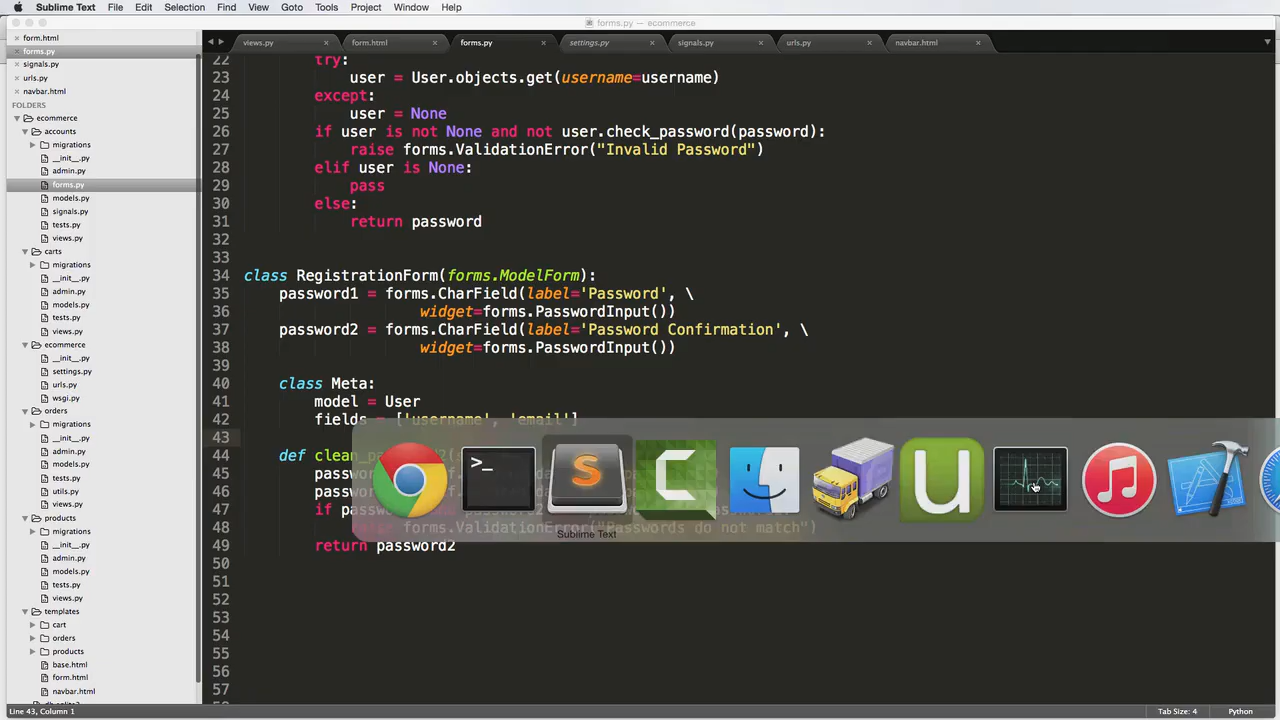 Sublime Text File Edit Selection Find View Goto Tools Project Window Help
forms.py — ecommerce
form.html
forms.py
signals.py
urls.py
navbar.html
FOLDERS
ecommerce
accounts
migrations
__init__.py
admin.py
forms.py
models.py
signals.py
tests.py
views.py
carts
migrations
__init__.py
admin.py
models.py
tests.py
views.py
ecommerce
__init__.py
settings.py
urls.py
wsgi.py
orders
migrations
__init__.py
admin.py
models.py
tests.py
utils.py
views.py
products
migrations
__init__.py
admin.py
models.py
tests.py
views.py
templates
cart
orders
products
base.html
form.html
navbar.html
views.py form.html forms.py settings.py signals.py urls.py navbar.html
22 try:
23 user = User.objects.get(username=username)
24 except:
25 user = None
26 if user is not None and not user.check_password(password):
27 raise forms.ValidationError("Invalid Password")
28 elif user is None:
29 pass
30 else:
31 return password
32
33
34 class RegistrationForm(forms.ModelForm):
35 password1 = forms.CharField(label='Password', \
36 widget=forms.PasswordInput())
37 password2 = forms.CharField(label='Password Confirmation', \
38 widget=forms.PasswordInput())
39
40 class Meta:
41 model = User
42 fields = ['username', 'email']
43
44 def clean_
45
46
47 if
48 forms.ValidationError("Passwords do not match")
49 return password2
50
51
52
53
54
55
56
57
Sublime Text
Line 43, Column 1 Tab Size: 4 Python